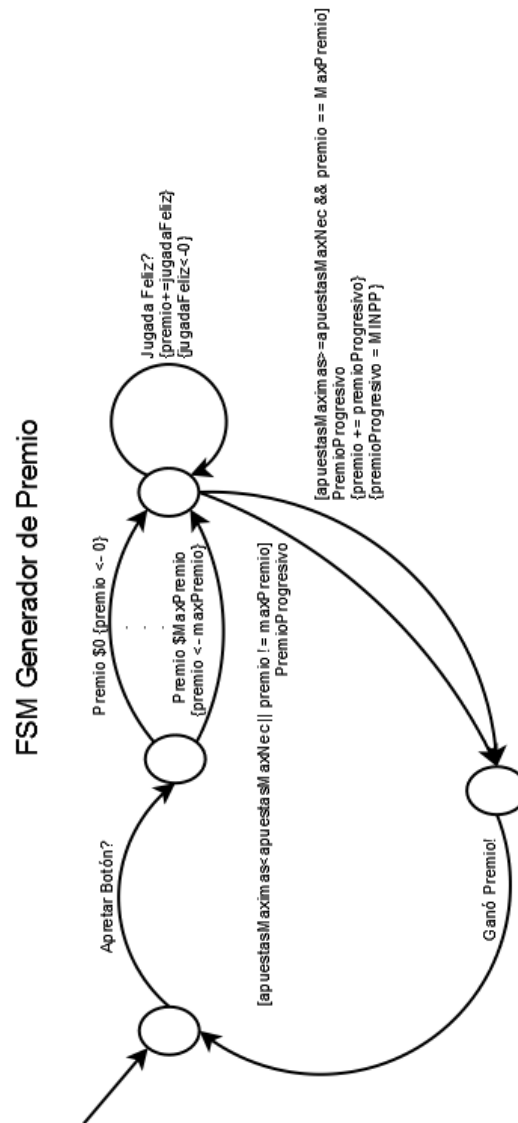 FSM Generador de Premio
Apretar Botón?
Premio $0 {premio <- 0}
.
.
.
Premio $MaxPremio
{premio <- maxPremio}
Jugada Feliz?
{premio+=jugadaFeliz}
{jugadaFeliz<-0}
[apuestasMaximas<apuestasMaxNec || premio != maxPremio]
PremioProgresivo
[apuestasMaximas>=apuestasMaxNec && premio == MaxPremio]
PremioProgresivo
{premio += premioProgresivo}
{premioProgresivo = MINPP}
Ganó Premio!